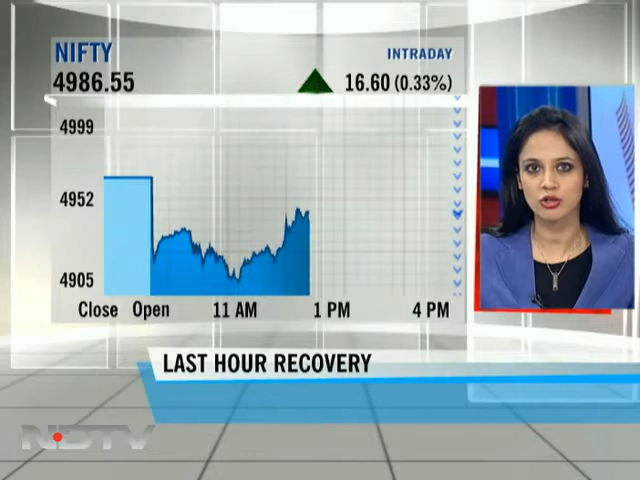 NIFTY
INTRADAY
4986.55
16.60 (0.33%)
4999
4952
4905
Close Open 11 AM 1 PM 4 PM
LAST HOUR RECOVERY
NDTV